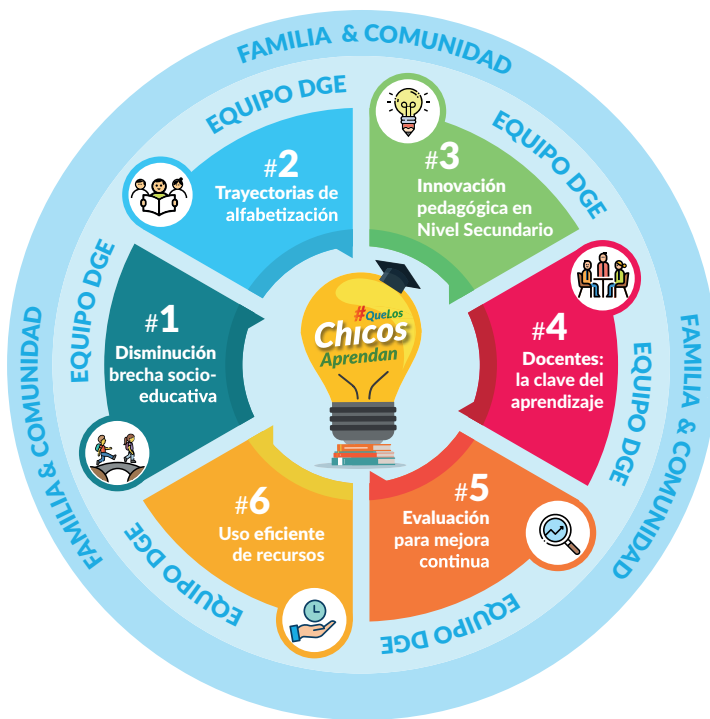 FAMILIA & COMUNIDAD
EQUIPO DGE
EQUIPO DGE
#2
Trayectorias de
alfabetización
#3
Innovación
pedagógica en
Nivel Secundario
FAMILIA & COMUNIDAD
EQUIPO DGE
#1
Disminución
brecha socio-
educativa
#QueLos
Chicos
Aprendan
#4
Docentes:
la clave del
aprendizaje
EQUIPO DGE
FAMILIA & COMUNIDAD
#6
Uso eficiente
de recursos
#5
Evaluación
para mejora
continua
EQUIPO DGE
EQUIPO DGE